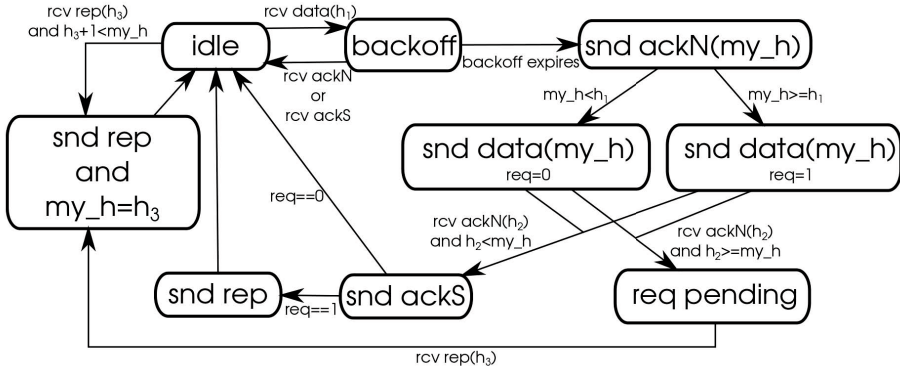 rcv rep(h₃)
and h₃+1<my_h
idle
rcv data(h₁)
backoff
rcv ackN
or
rcv ackS
backoff expires
snd ackN(my_h)
my_h<h₁
my_h>=h₁
snd rep
and
my_h=h₃
snd data(my_h)
req=0
snd data(my_h)
req=1
req==0
rcv ackN(h₂)
and h₂<my_h
rcv ackN(h₂)
and h₂>=my_h
snd rep
req==1
snd ackS
req pending
rcv rep(h₃)